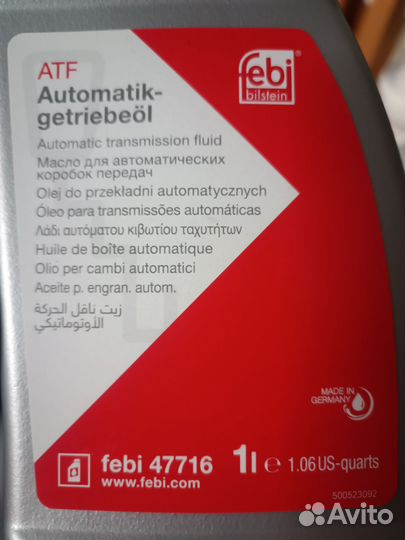 ATF
Automatik-
getriebeöl
Automatic transmission fluid
Масло для автоматических
коробок передач
Olej do przekładni automatycznych
Óleo para transmissões automáticas
Λάδι αυτόματου κιβωτίου ταχυτήτων
Huile de boîte automatique
Olio per cambi automatici
Aceite p. engran. autom.
زيت ناقل الحركة
الأوتوماتيكي
febi
bilstein
MADE IN
GERMANY
febi 47716
www.febi.com
1l e 1.06 US-quarts
500523092
Avito